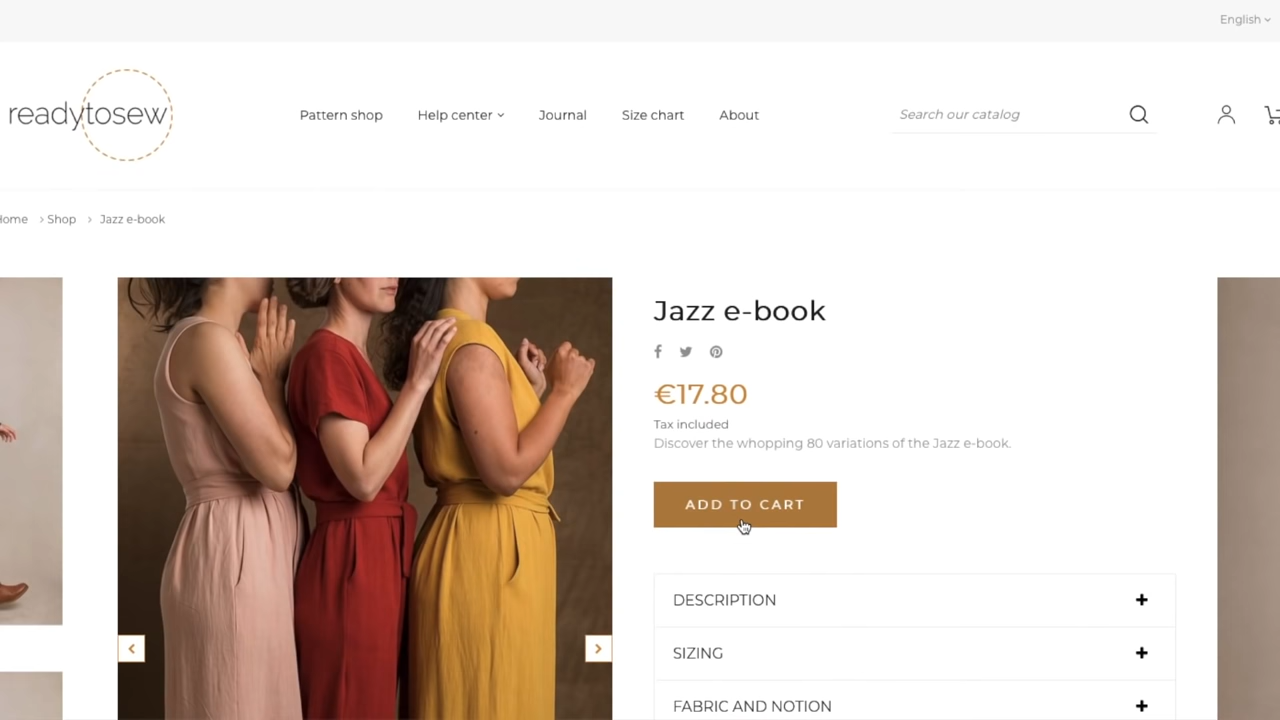 English
readytosew
Pattern shop
Help center
Journal
Size chart
About
Search our catalog
Home > Shop > Jazz e-book
Jazz e-book
€17.80
Tax included
Discover the whopping 80 variations of the Jazz e-book.
ADD TO CART
DESCRIPTION
SIZING
FABRIC AND NOTION